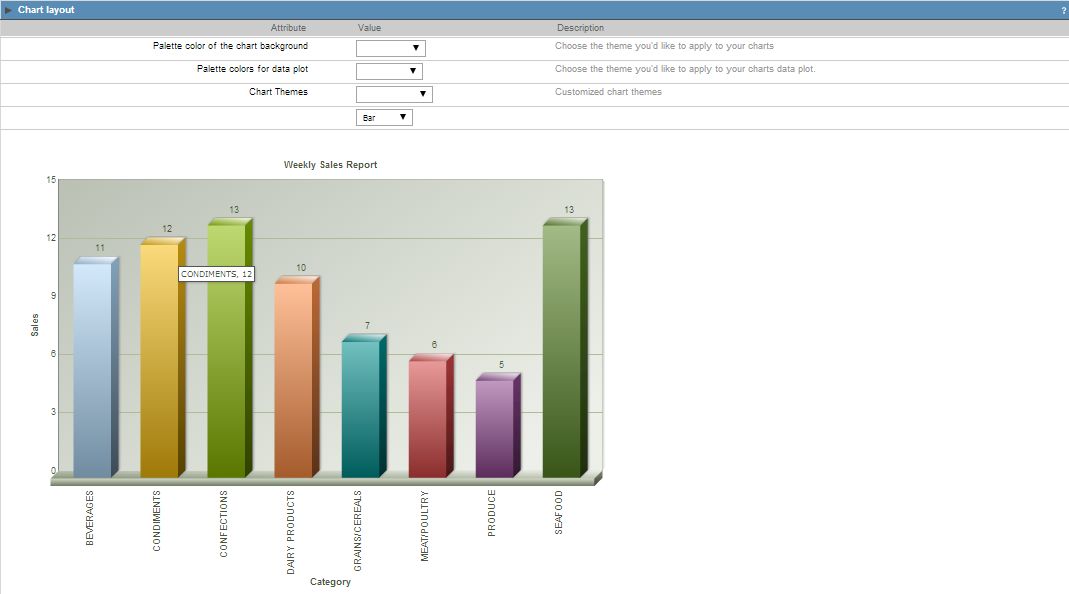 Chart layout ?
Attribute Value Description
Palette color of the chart background Choose the theme you'd like to apply to your charts
Palette colors for data plot Choose the theme you'd like to apply to your charts data plot.
Chart Themes Customized chart themes
Bar
Weekly Sales Report
15
12
9
6
3
0
Sales
11
12
13
10
7
6
5
13
CONDIMENTS, 12
BEVERAGES
CONDIMENTS
CONFECTIONS
DAIRY PRODUCTS
GRAINS/CEREALS
MEAT/POULTRY
PRODUCE
SEAFOOD
Category